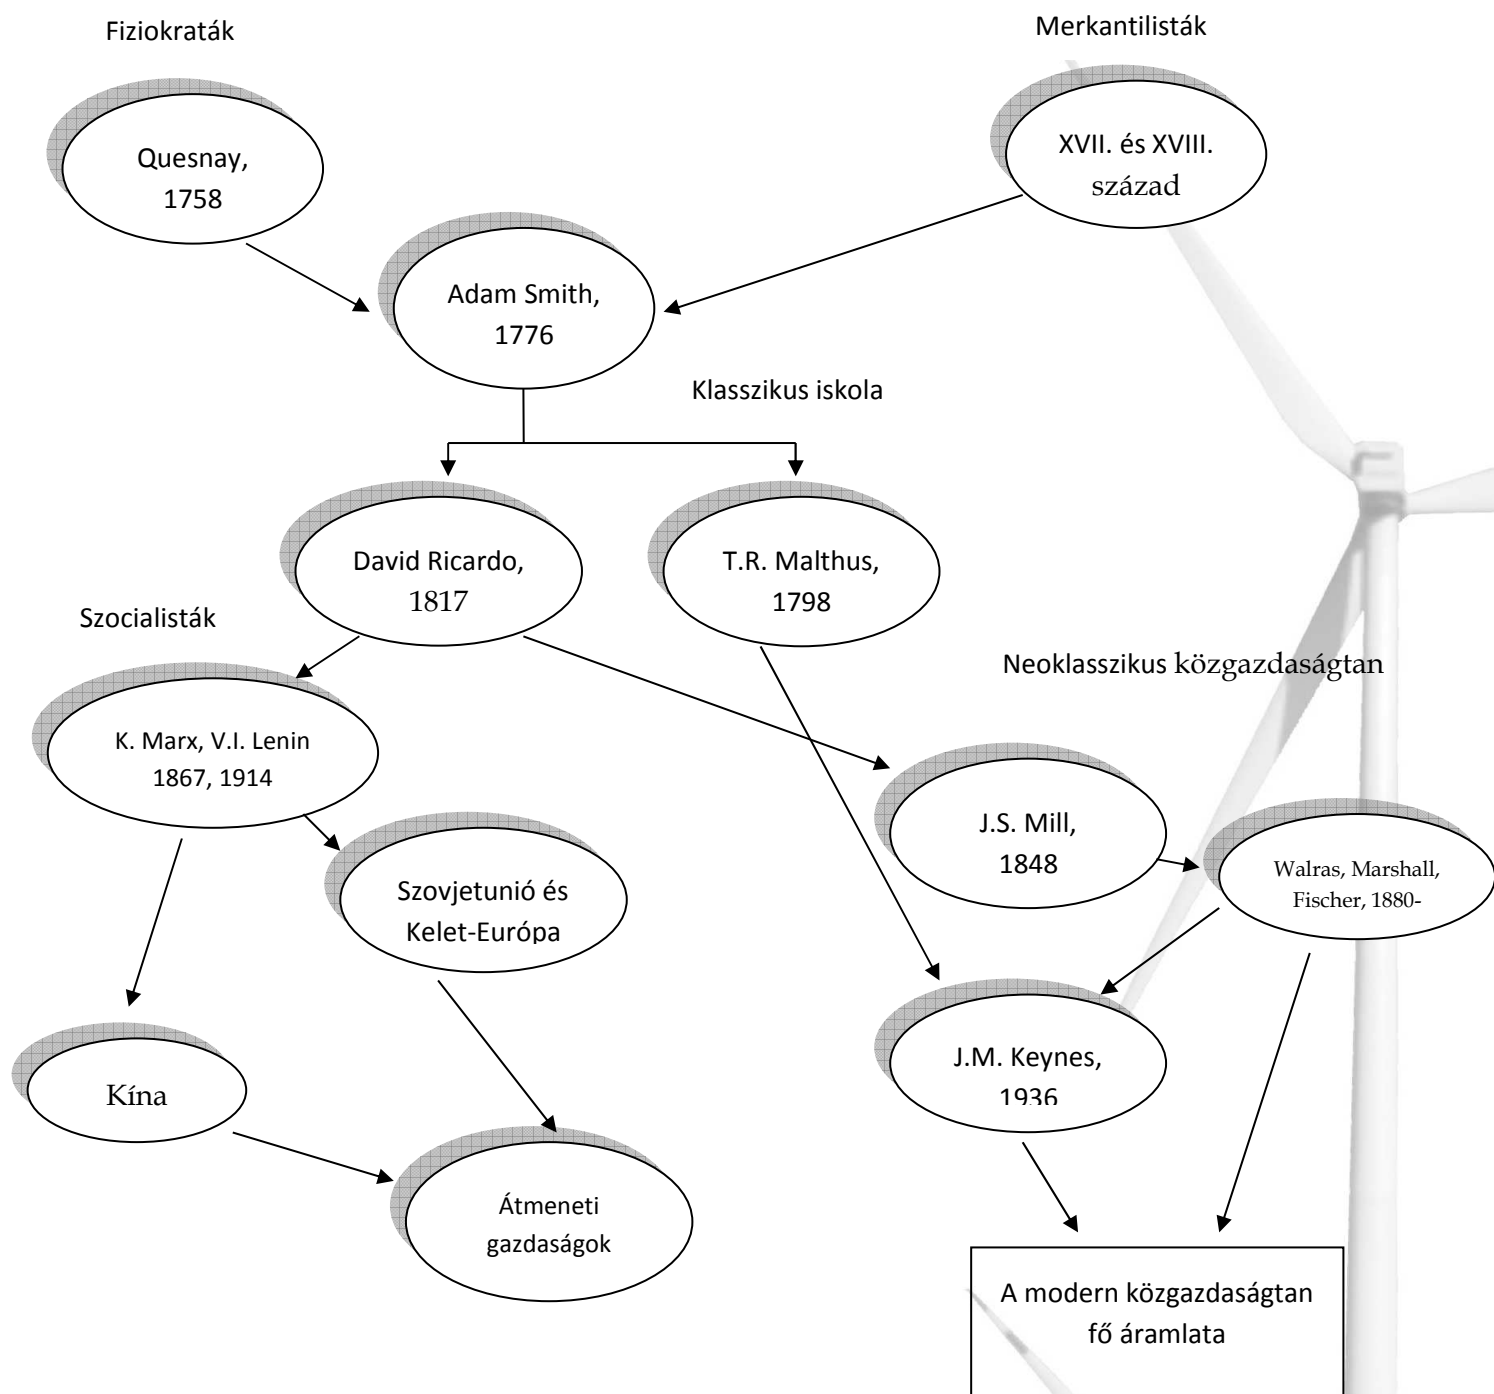 Fiziokraták
Merkantilisták
Quesnay,
1758
XVII. és XVIII.
század
Adam Smith,
1776
Klasszikus iskola
David Ricardo,
1817
T.R. Malthus,
1798
Szocialisták
Neoklasszikus közgazdaságtan
K. Marx, V.I. Lenin
1867, 1914
J.S. Mill,
1848
Walras, Marshall,
Fischer, 1880-
Szovjetunió és
Kelet-Európa
J.M. Keynes,
1936
Kína
Átmeneti
gazdaságok
A modern közgazdaságtan
fő áramlata